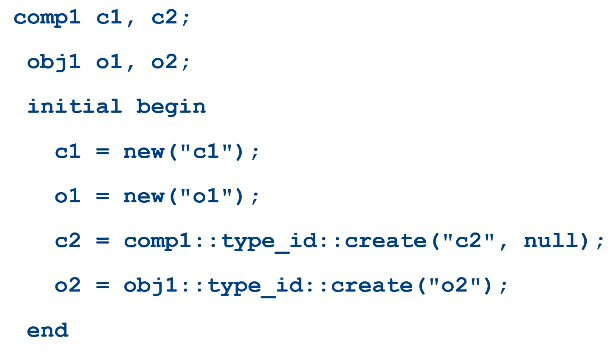 comp1 c1, c2;
obj1 o1, o2;
initial begin
c1 = new("c1");
o1 = new("o1");
c2 = comp1::type_id::create("c2", null);
o2 = obj1::type_id::create("o2");
end